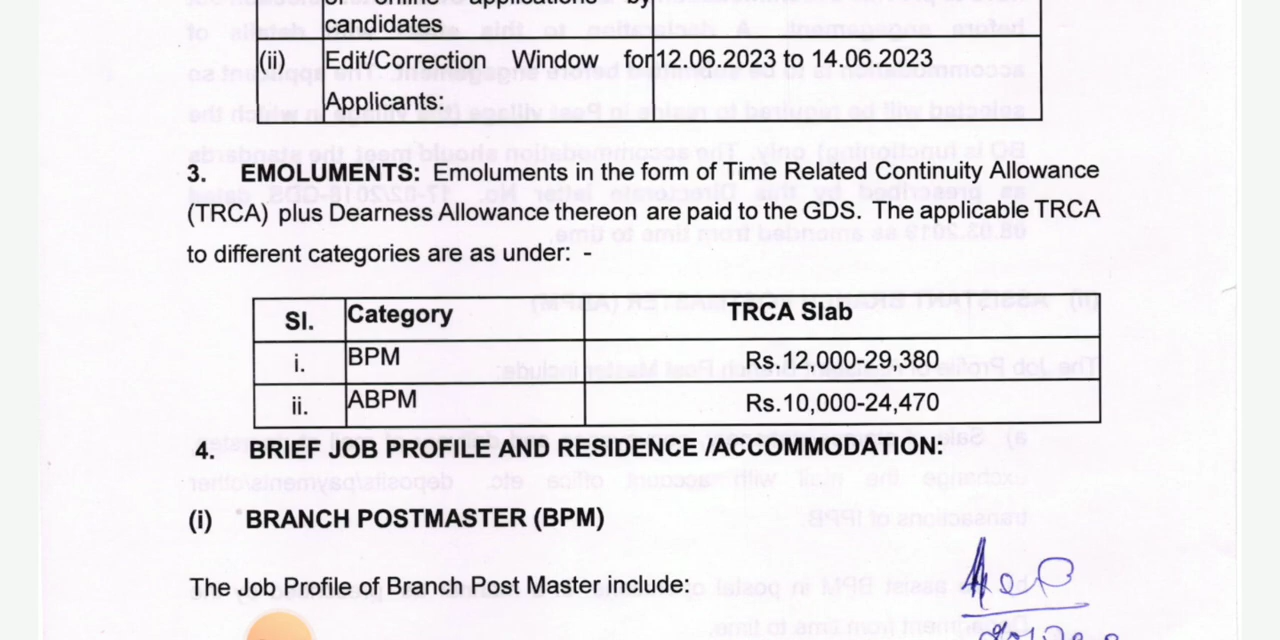 of online applications by
candidates
(ii) Edit/Correction Window for 12.06.2023 to 14.06.2023
Applicants:
3. EMOLUMENTS: Emoluments in the form of Time Related Continuity Allowance
(TRCA) plus Dearness Allowance thereon are paid to the GDS. The applicable TRCA
to different categories are as under: -
Sl. Category TRCA Slab
i. BPM Rs.12,000-29,380
ii. ABPM Rs.10,000-24,470
4. BRIEF JOB PROFILE AND RESIDENCE /ACCOMMODATION:
(i) BRANCH POSTMASTER (BPM)
The Job Profile of Branch Post Master include: